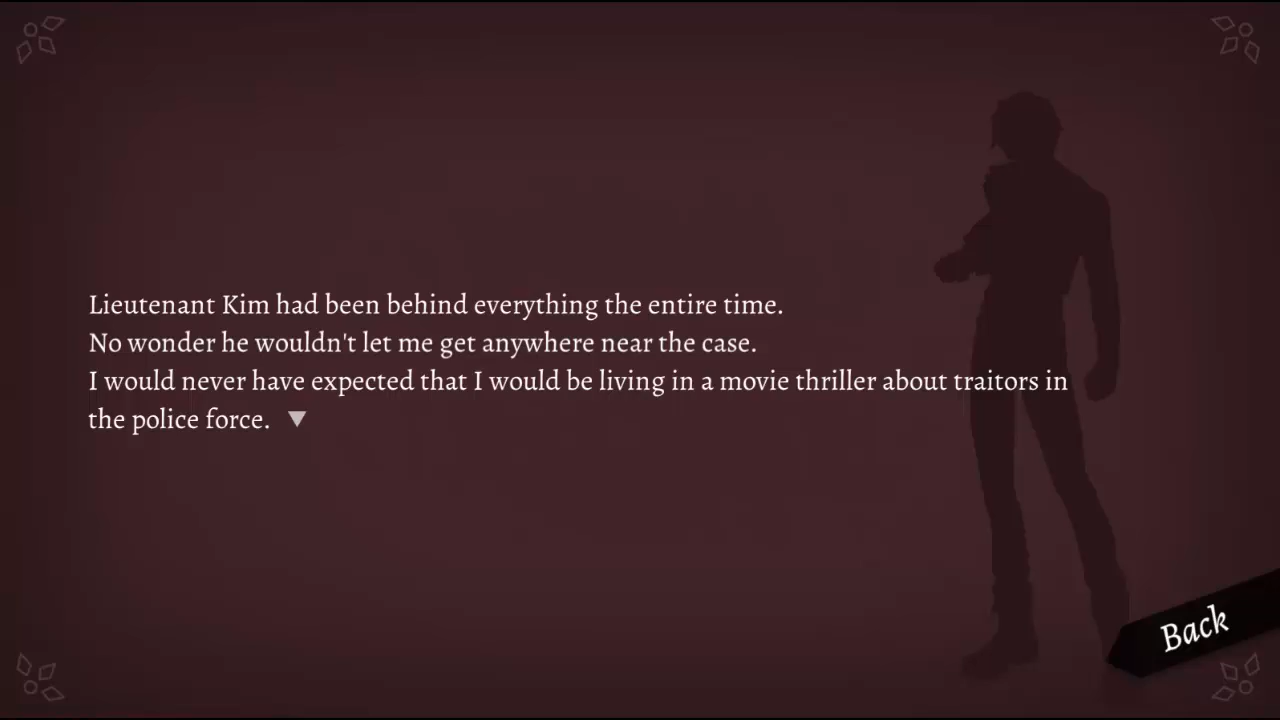 Lieutenant Kim had been behind everything the entire time.
No wonder he wouldn't let me get anywhere near the case.
I would never have expected that I would be living in a movie thriller about traitors in
the police force.
Back